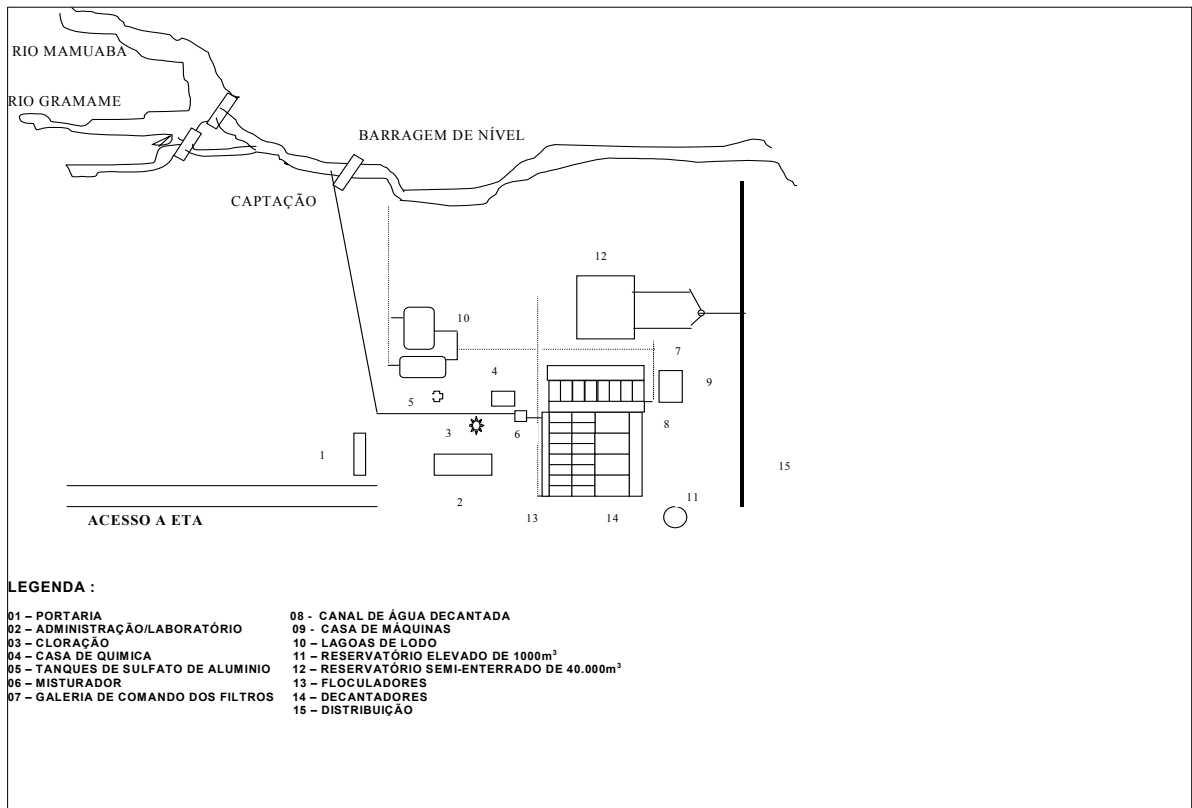 RIO MAMUABA
RIO GRAMAME
BARRAGEM DE NÍVEL
CAPTAÇÃO
12
10
7
4
9
5
3
6
8
1
15
2
13
14
11
ACESSO A ETA
LEGENDA :
01 – PORTARIA
02 – ADMINISTRAÇÃO/LABORATÓRIO
03 – CLORAÇÃO
04 – CASA DE QUIMICA
05 – TANQUES DE SULFATO DE ALUMINIO
06 – MISTURADOR
07 – GALERIA DE COMANDO DOS FILTROS
08 - CANAL DE ÁGUA DECANTADA
09 - CASA DE MÁQUINAS
10 – LAGOAS DE LODO
11 – RESERVATÓRIO ELEVADO DE 1000m³
12 – RESERVATÓRIO SEMI-ENTERRADO DE 40.000m³
13 – FLOCULADORES
14 – DECANTADORES
15 – DISTRIBUIÇÃO